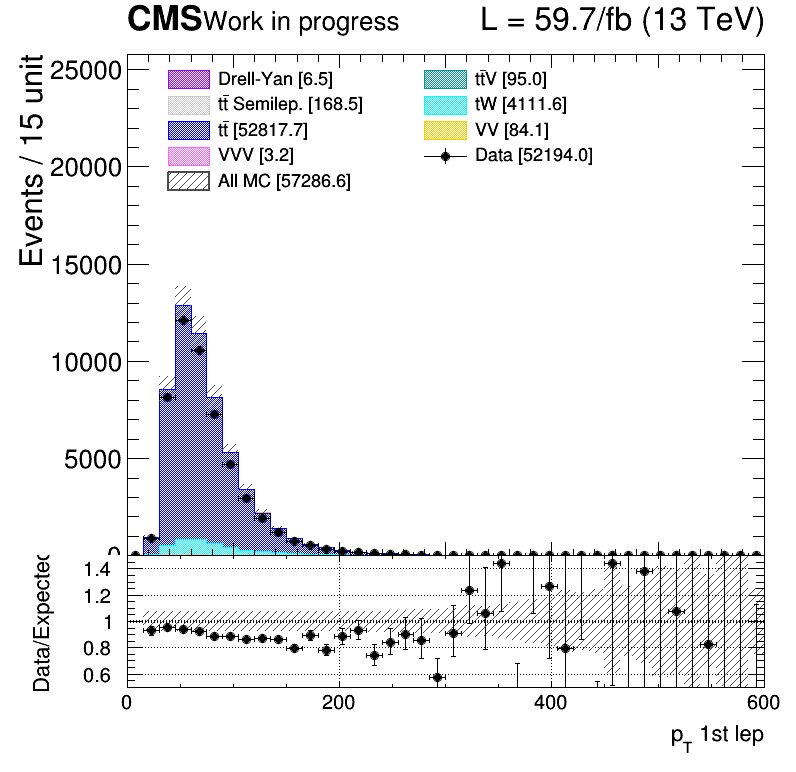 CMS Work in progress L = 59.7/fb (13 TeV)
Events / 15 unit
25000
20000
15000
10000
5000
0
Drell-Yan [6.5]
tt̄ Semilep. [168.5]
tt̄ [52817.7]
VVV [3.2]
All MC [57286.6]
tt̄V [95.0]
tW [4111.6]
VV [84.1]
Data [52194.0]
Data/Expected
1.4
1.2
1
0.8
0.6
0 200 400 600
p_T 1st lep